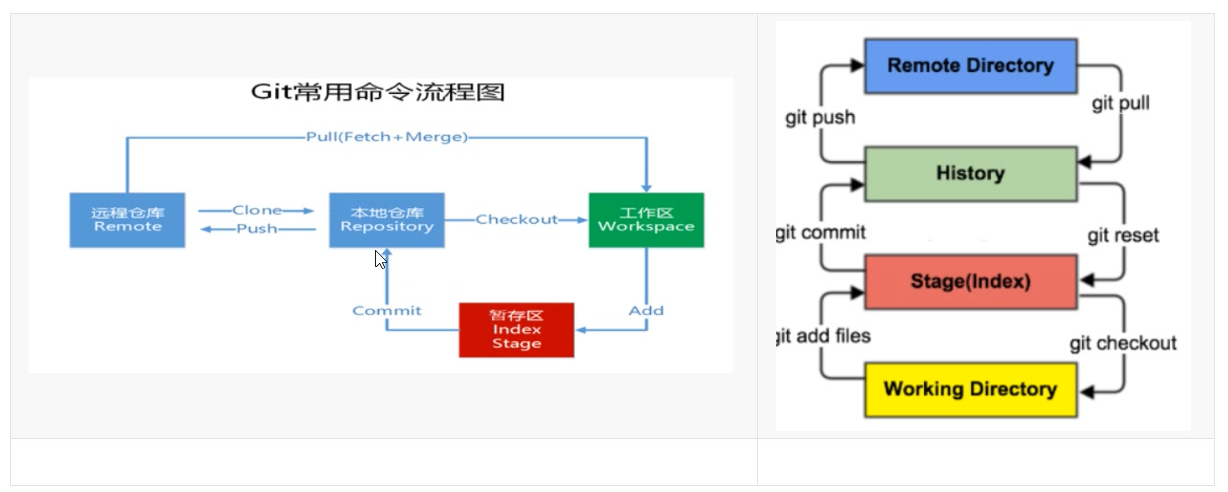 Git常用命令流程图
Pull(Fetch+Merge)
远程仓库
Remote
Clone
Push
本地仓库
Repository
Checkout
工作区
Workspace
Commit
暂存区
Index
Stage
Add
Remote Directory
git push
git pull
History
git commit
git reset
Stage(Index)
git add files
git checkout
Working Directory